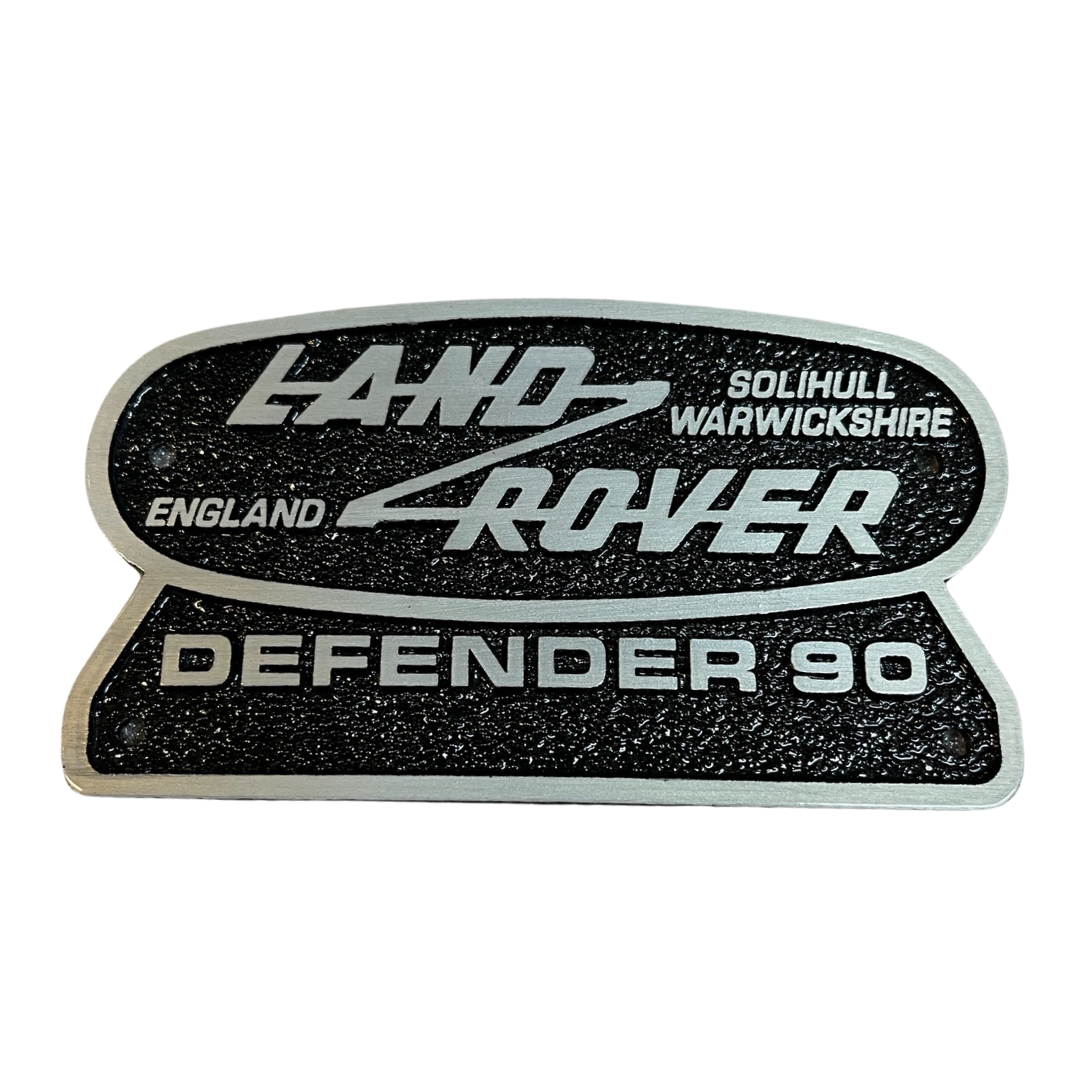 LAND
SOLIHULL
WARWICKSHIRE
ENGLAND
ROVER
DEFENDER 90